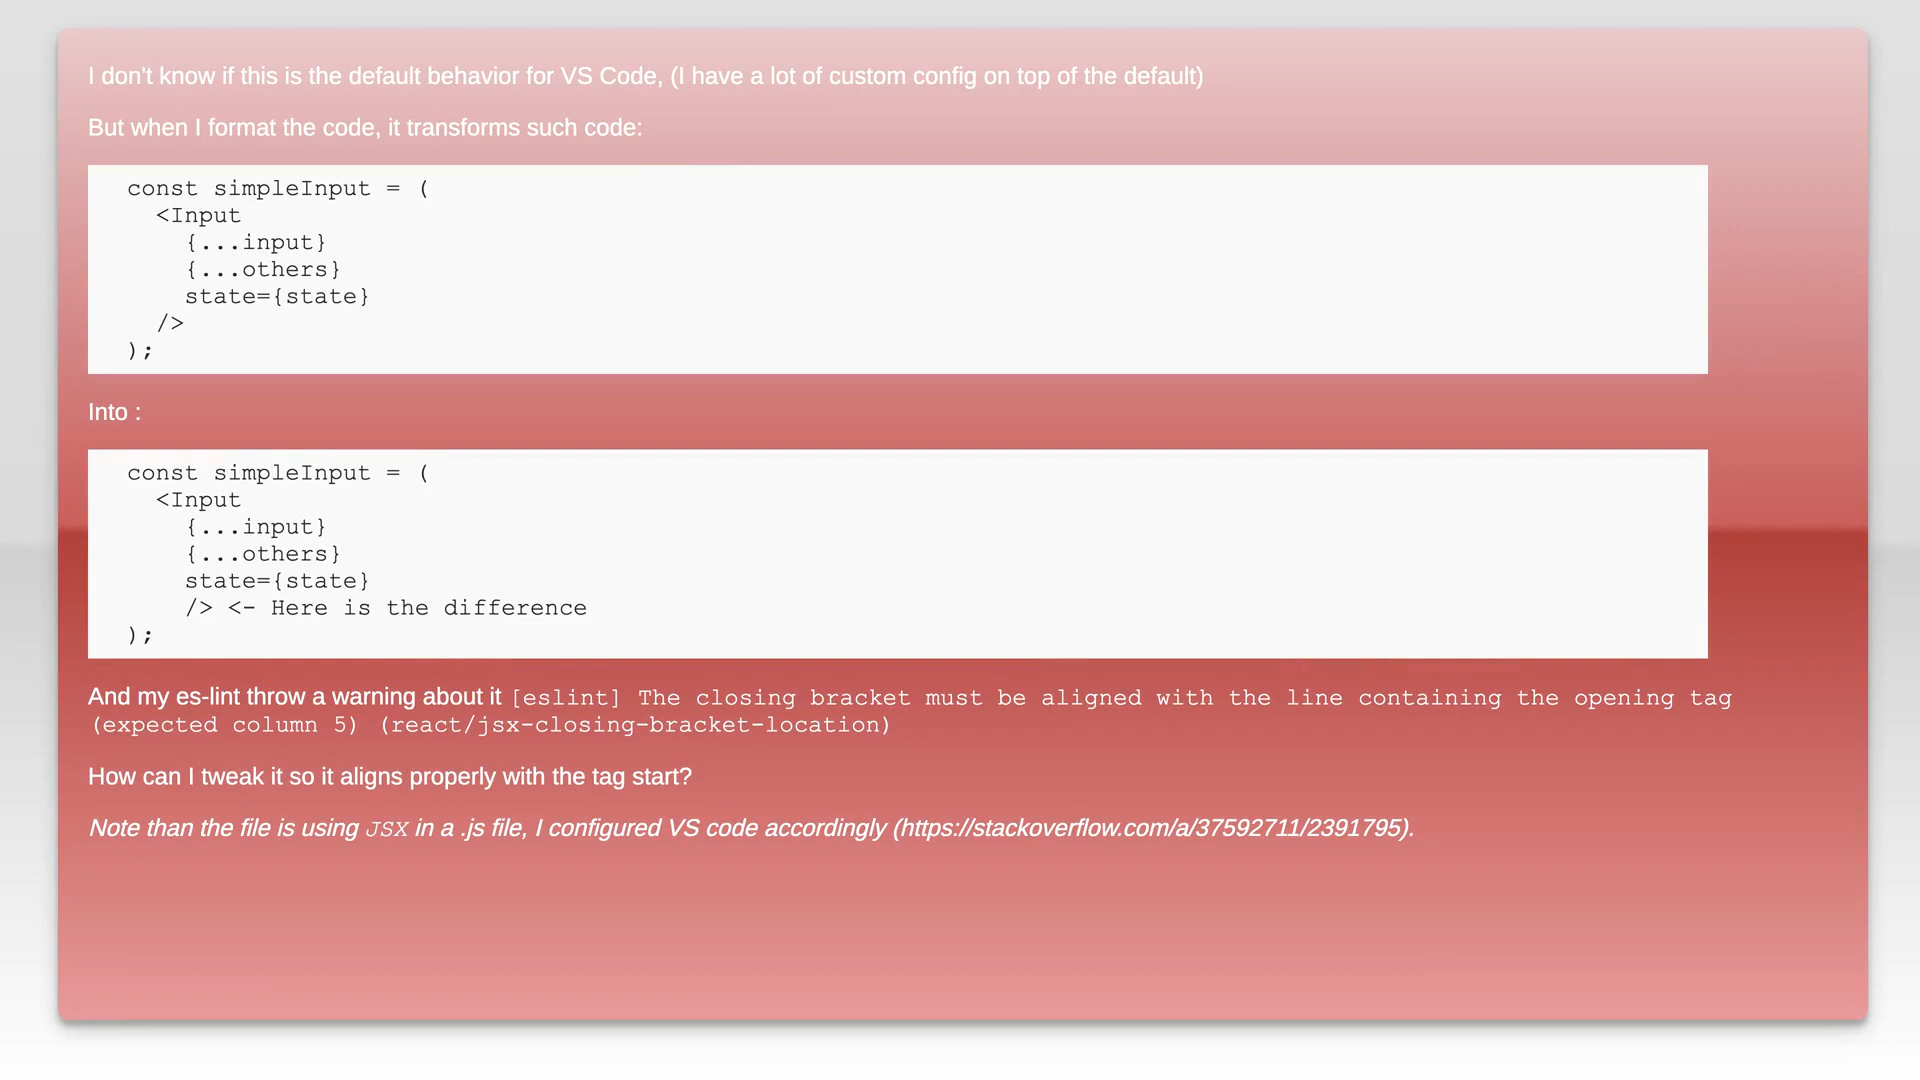 I don't know if this is the default behavior for VS Code, (I have a lot of custom config on top of the default)
But when I format the code, it transforms such code:
const simpleInput = (
<Input
{...input}
{...others}
state={state}
/>
);
Into :
const simpleInput = (
<Input
{...input}
{...others}
state={state}
/> <- Here is the difference
);
And my es-lint throw a warning about it [eslint] The closing bracket must be aligned with the line containing the opening tag
(expected column 5) (react/jsx-closing-bracket-location)
How can I tweak it so it aligns properly with the tag start?
Note than the file is using JSX in a .js file, I configured VS code accordingly (https://stackoverflow.com/a/37592711/2391795).